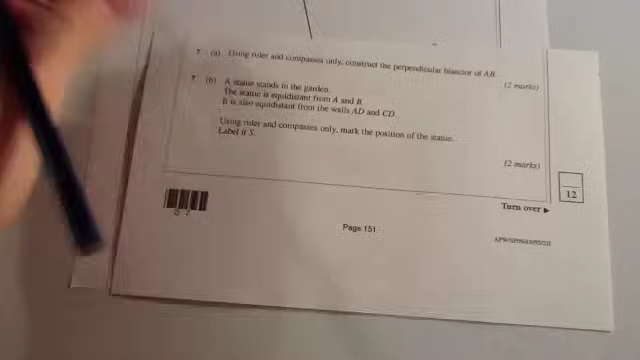 7 (a) Using ruler and compasses only, construct the perpendicular bisector of AB.
(2 marks)
7 (b) A statue stands in the garden.
The statue is equidistant from A and B.
It is also equidistant from the walls AD and CD.
Using ruler and compasses only, mark the position of the statue.
Label it S.
(2 marks)
12
Turn over ▶
0 7
Page 151